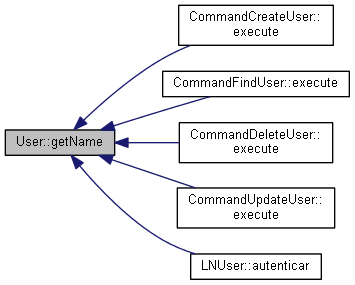 CommandCreateUser::
execute
CommandFindUser::execute
User::getName
CommandDeleteUser::
execute
CommandUpdateUser::
execute
LNUser::autenticar